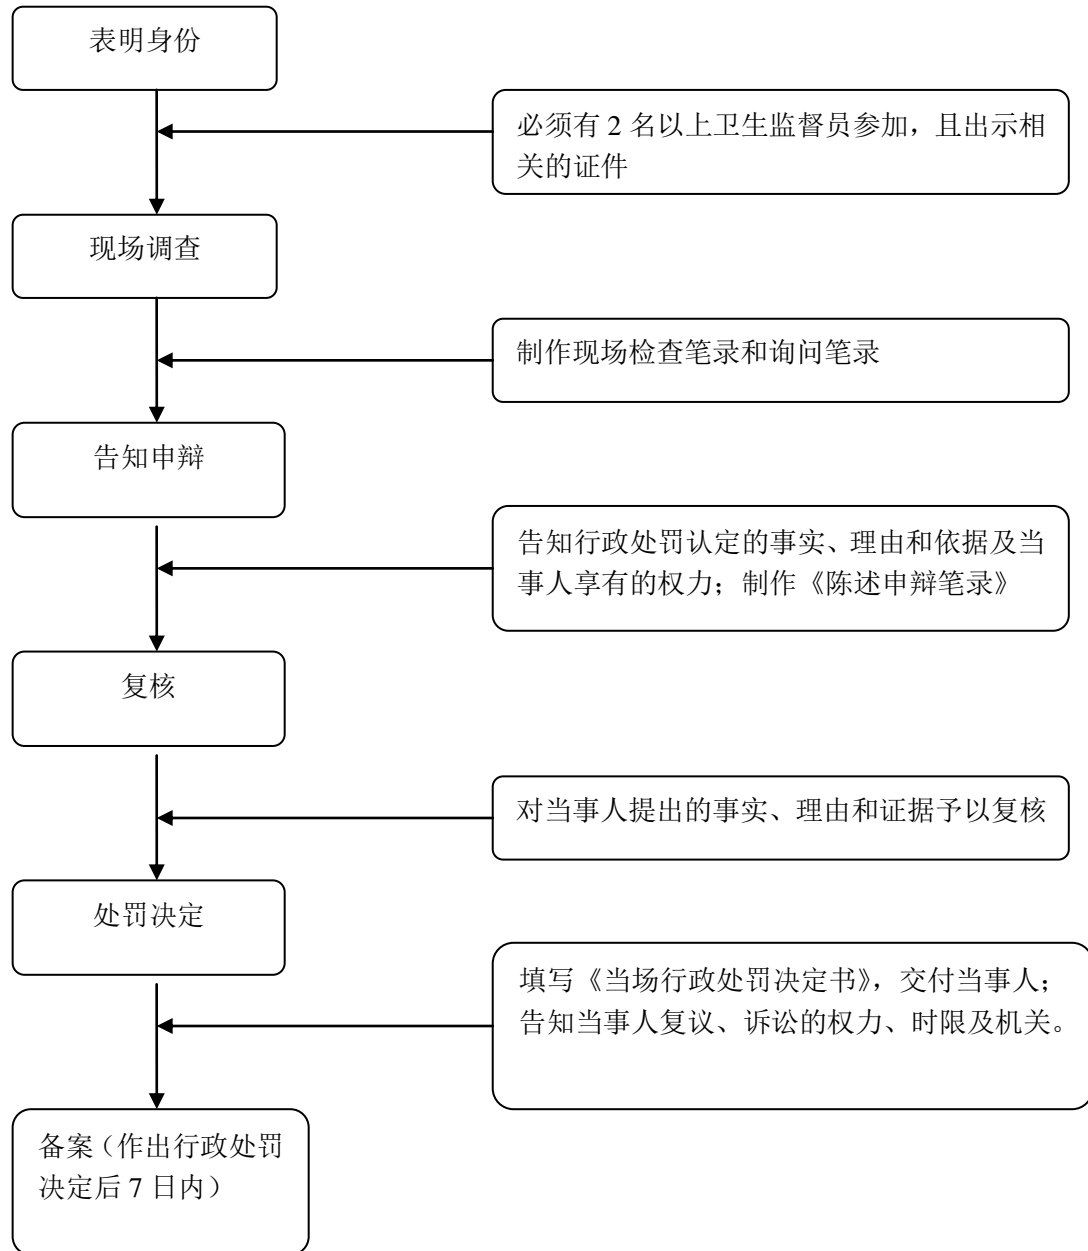 表明身份
必须有 2 名以上卫生监督员参加，且出示相
关的证件
现场调查
制作现场检查笔录和询问笔录
告知申辩
告知行政处罚认定的事实、理由和依据及当
事人享有的权力；制作《陈述申辩笔录》
复核
对当事人提出的事实、理由和证据予以复核
处罚决定
填写《当场行政处罚决定书》，交付当事人；
告知当事人复议、诉讼的权力、时限及机关。
备案（作出行政处罚
决定后 7 日内）